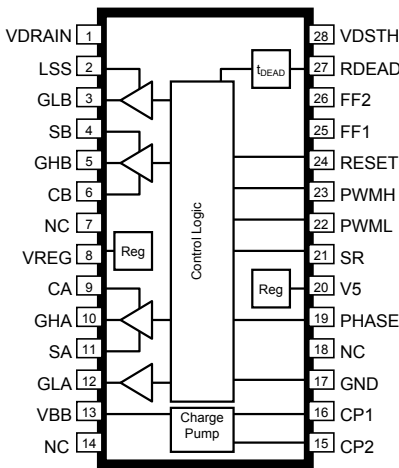 VDRAIN 1
LSS 2
GLB 3
SB 4
GHB 5
CB 6
NC 7
VREG 8
CA 9
GHA 10
SA 11
GLA 12
VBB 13
NC 14
Reg
Control Logic
tDEAD
Reg
Charge
Pump
28 VDSTH
27 RDEAD
26 FF2
25 FF1
24 RESET
23 PWMH
22 PWML
21 SR
20 V5
19 PHASE
18 NC
17 GND
16 CP1
15 CP2